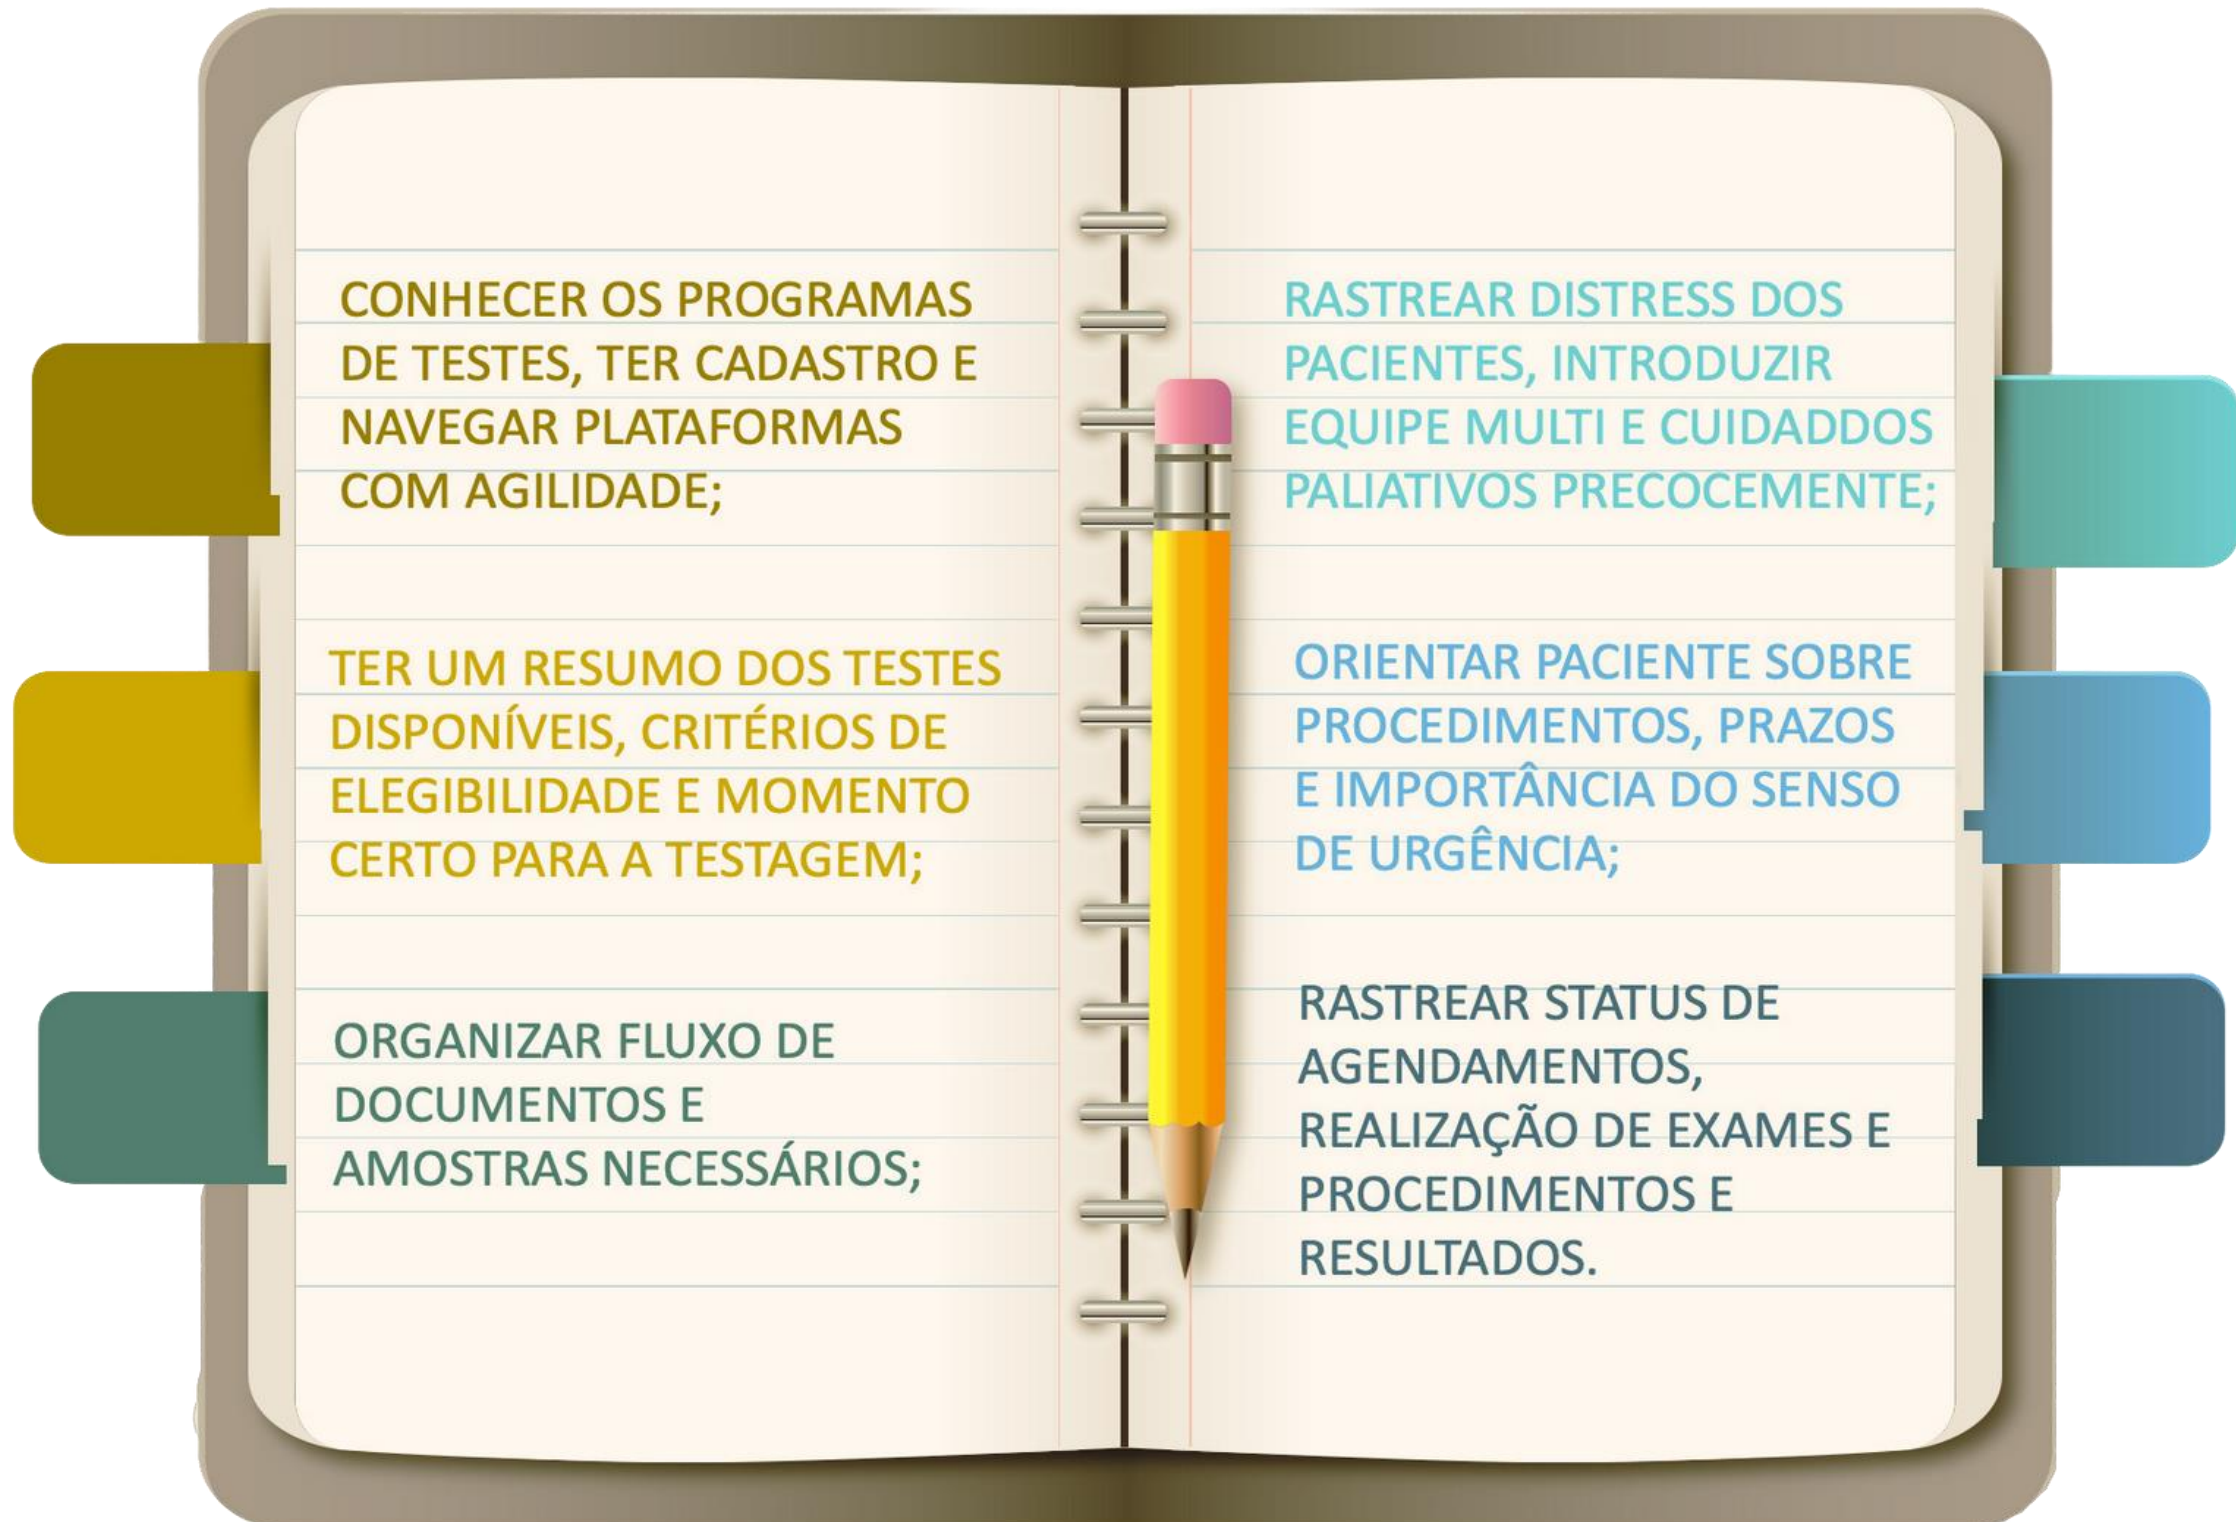 CONHECER OS PROGRAMAS
DE TESTES, TER CADASTRO E
NAVEGAR PLATAFORMAS
COM AGILIDADE;
TER UM RESUMO DOS TESTES
DISPONÍVEIS, CRITÉRIOS DE
ELEGIBILIDADE E MOMENTO
CERTO PARA A TESTAGEM;
ORGANIZAR FLUXO DE
DOCUMENTOS E
AMOSTRAS NECESSÁRIOS;
RASTREAR DISTRESS DOS
PACIENTES, INTRODUZIR
EQUIPE MULTI E CUIDADDOS
PALIATIVOS PRECOCEMENTE;
ORIENTAR PACIENTE SOBRE
PROCEDIMENTOS, PRAZOS
E IMPORTÂNCIA DO SENSO
DE URGÊNCIA;
RASTREAR STATUS DE
AGENDAMENTOS,
REALIZAÇÃO DE EXAMES E
PROCEDIMENTOS E
RESULTADOS.